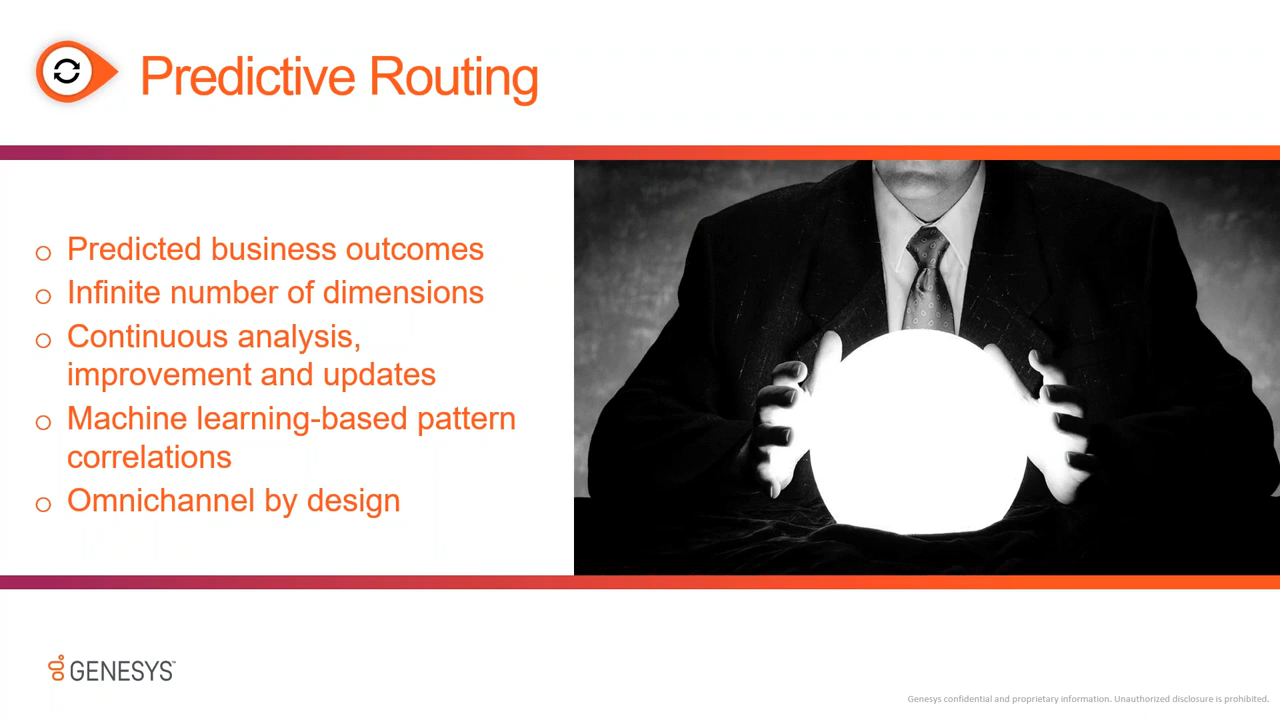 Predictive Routing
o Predicted business outcomes
o Infinite number of dimensions
o Continuous analysis,
improvement and updates
o Machine learning-based pattern
correlations
o Omnichannel by design
GENESYS™
Genesys confidential and proprietary information. Unauthorized disclosure is prohibited.